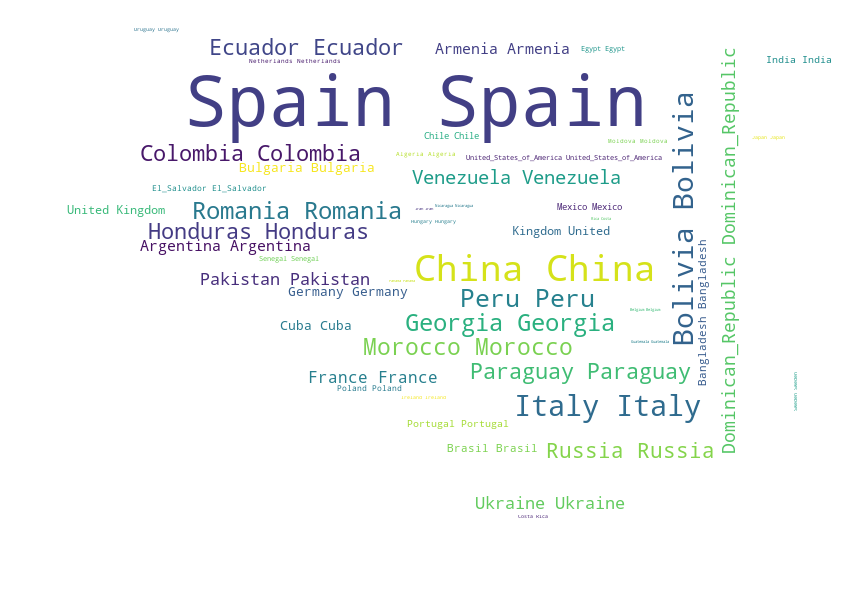 Uruguay Uruguay
Ecuador Ecuador
Armenia Armenia
Egypt Egypt
Netherlands Netherlands
India India
Spain Spain
Chile Chile
Japan Japan
Moldova Moldova
Colombia Colombia
Algeria Algeria
United_States_of_America United_States_of_America
Bulgaria Bulgaria
Venezuela Venezuela
El_Salvador El_Salvador
Bolivia Bolivia
Dominican_Republic Dominican_Republic
United Kingdom
Romania Romania
Nicaragua Nicaragua
Mexico Mexico
Hungary Hungary
Honduras Honduras
Kingdom United
Argentina Argentina
Senegal Senegal
China China
Pakistan Pakistan
Germany Germany
Peru Peru
Bangladesh Bangladesh
Belgium Belgium
Cuba Cuba
Georgia Georgia
Guatemala Guatemala
Morocco Morocco
Paraguay Paraguay
France France
Poland Poland
Sweden Sweden
Italy Italy
Portugal Portugal
Brasil Brasil
Russia Russia
Ukraine Ukraine
Costa Rica